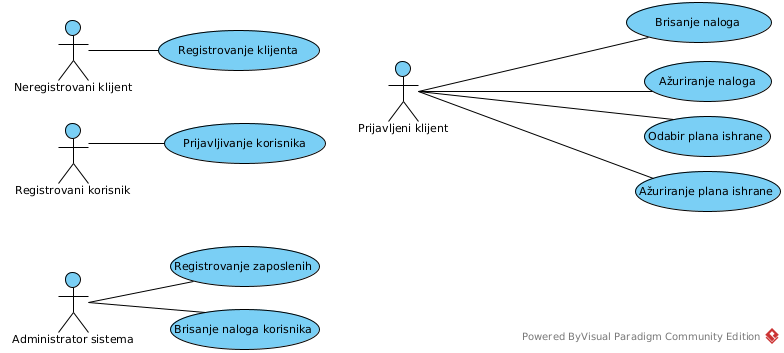 Registrovanje klijenta
Neregistrovani klijent
Prijavljivanje korisnika
Registrovani korisnik
Registrovanje zaposlenih
Brisanje naloga korisnika
Administrator sistema
Brisanje naloga
Ažuriranje naloga
Prijavljeni klijent
Odabir plana ishrane
Ažuriranje plana ishrane
Powered ByVisual Paradigm Community Edition